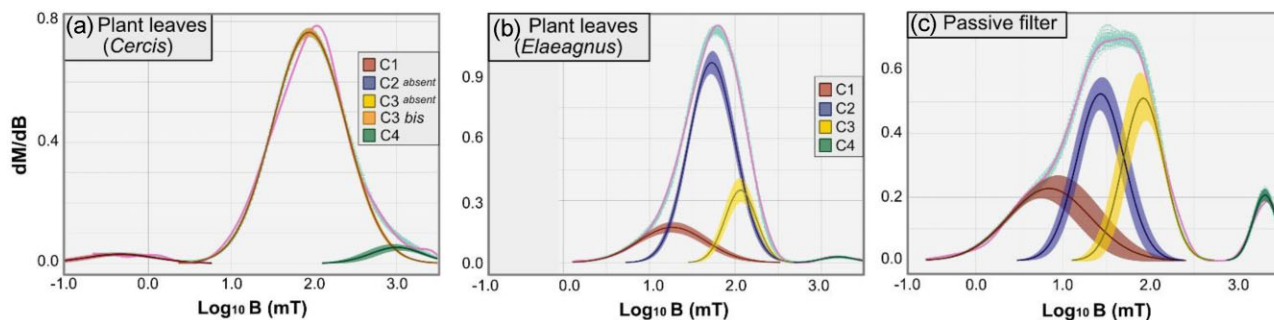 (a) Plant leaves
(Cercis)
C1
C2 absent
C3 absent
C3 bis
C4
dM/dB
0.8
0.4
0.0
-1.0
0.0
1.0
2.0
3.0
Log₁₀ B (mT)
(b) Plant leaves
(Elaeagnus)
C1
C2
C3
C4
0.9
0.6
0.3
0.0
-1.0
0.0
1.0
2.0
3.0
Log₁₀ B (mT)
(c) Passive filter
0.6
0.4
0.2
0.0
-1.0
0.0
1.0
2.0
3.0
Log₁₀ B (mT)